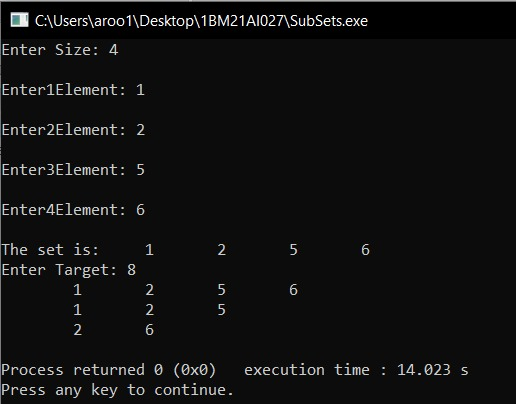 C:\Users\aroo1\Desktop\1BM21AI027\SubSets.exe
Enter Size: 4
Enter1Element: 1
Enter2Element: 2
Enter3Element: 5
Enter4Element: 6
The set is: 1 2 5 6
Enter Target: 8
1 2 5 6
1 2 5
2 6
Process returned 0 (0x0) execution time : 14.023 s
Press any key to continue.